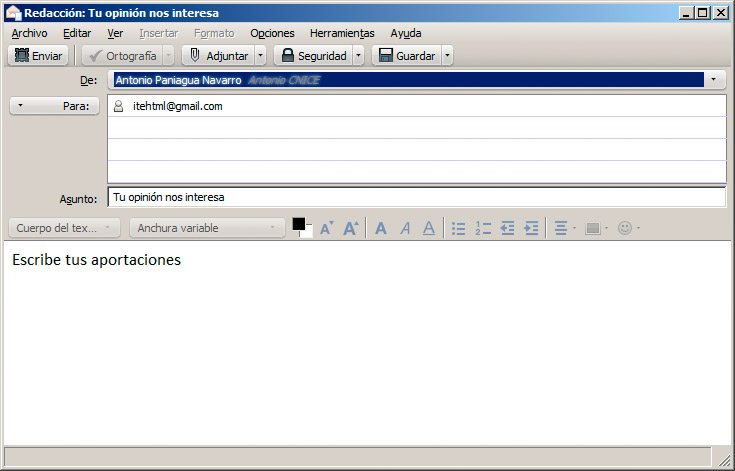 Redacción: Tu opinión nos interesa
Archivo Editar Ver Insertar Formato Opciones Herramientas Ayuda
Enviar Ortografía Adjuntar Seguridad Guardar
De: Antonio Paniagua Navarro Antonio CNICE
Para: itehtml@gmail.com
Asunto: Tu opinión nos interesa
Cuerpo del tex... Anchura variable
Escribe tus aportaciones